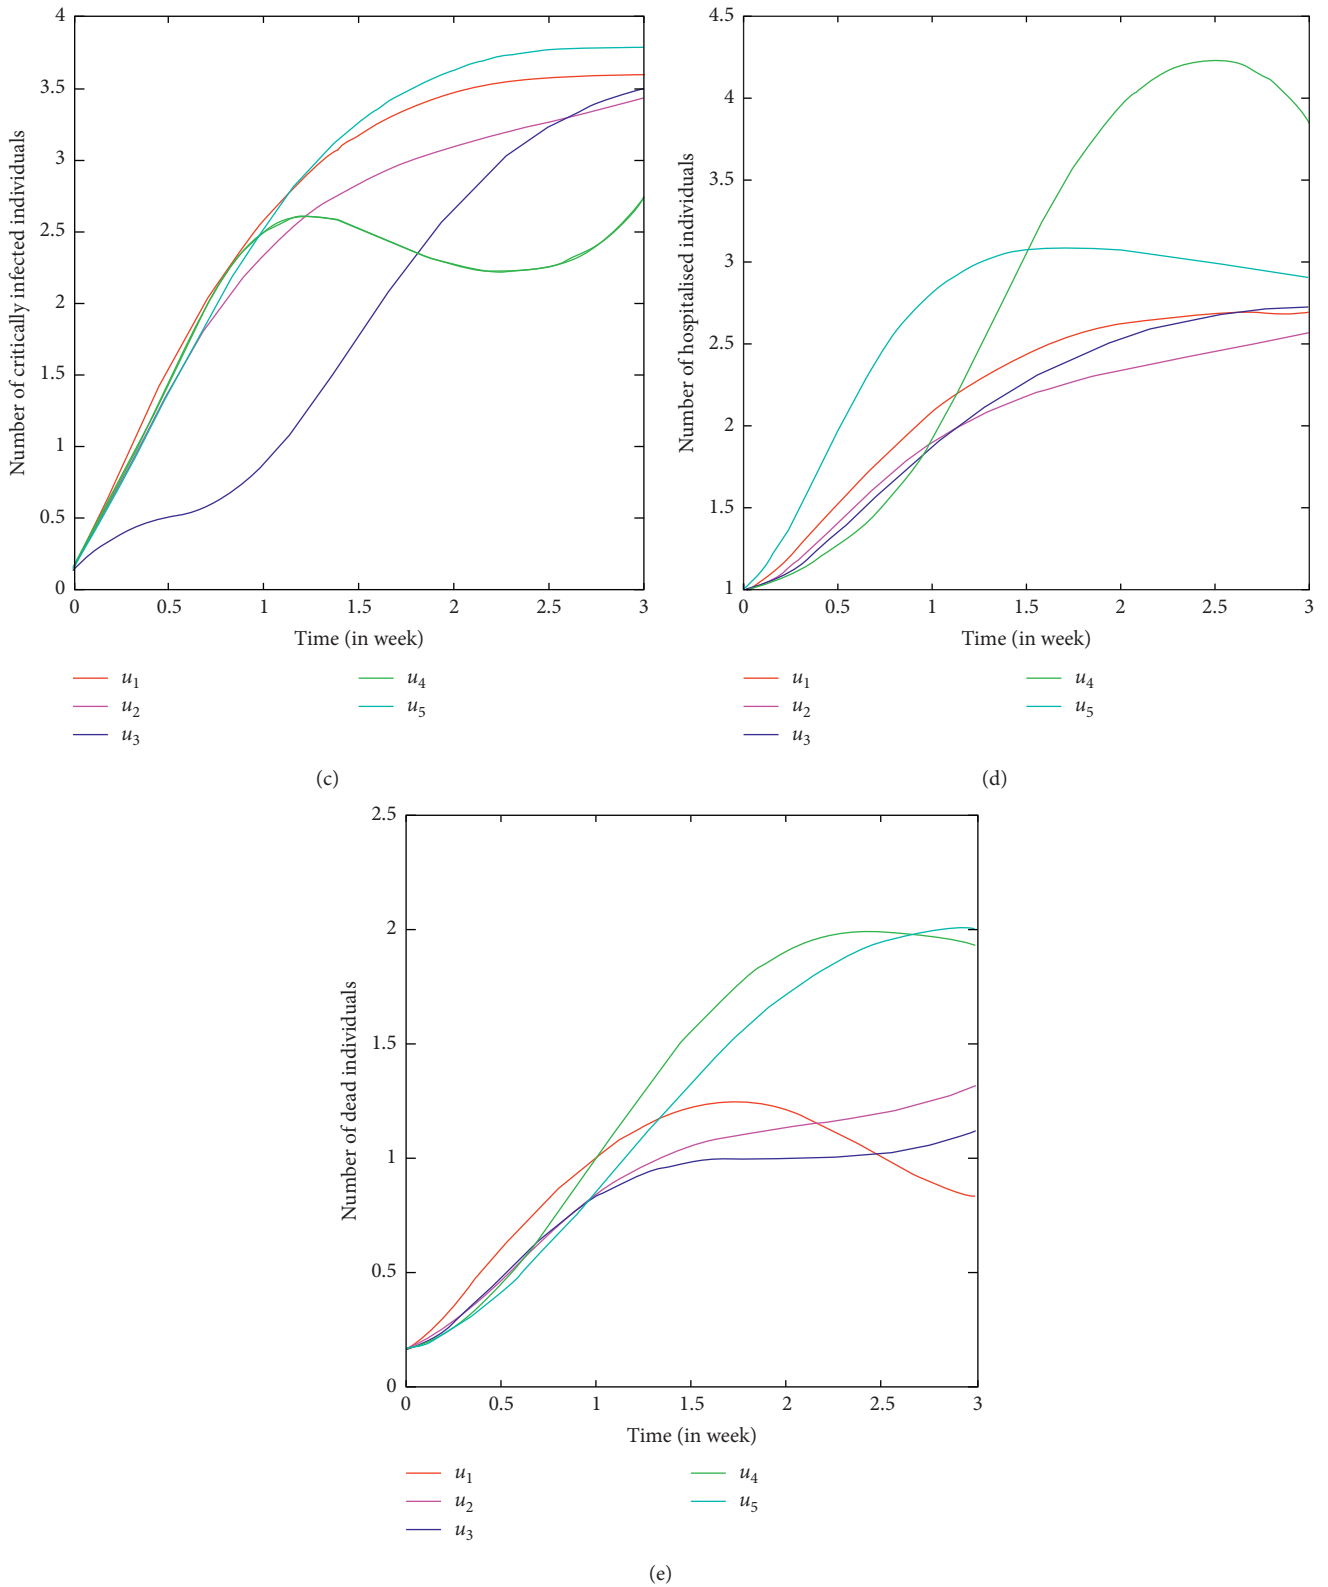 4
3.5
3
2.5
2
1.5
1
0.5
0
Number of critically infected individuals
0 0.5 1 1.5 2 2.5 3
Time (in week)
u1 u4
u2 u5
u3
(c)
4.5
4
3.5
3
2.5
2
1.5
1
Number of hospitalised individuals
0 0.5 1 1.5 2 2.5 3
Time (in week)
u1 u4
u2 u5
u3
(d)
2.5
2
1.5
1
0.5
0
Number of dead individuals
0 0.5 1 1.5 2 2.5 3
Time (in week)
u1 u4
u2 u5
u3
(e)